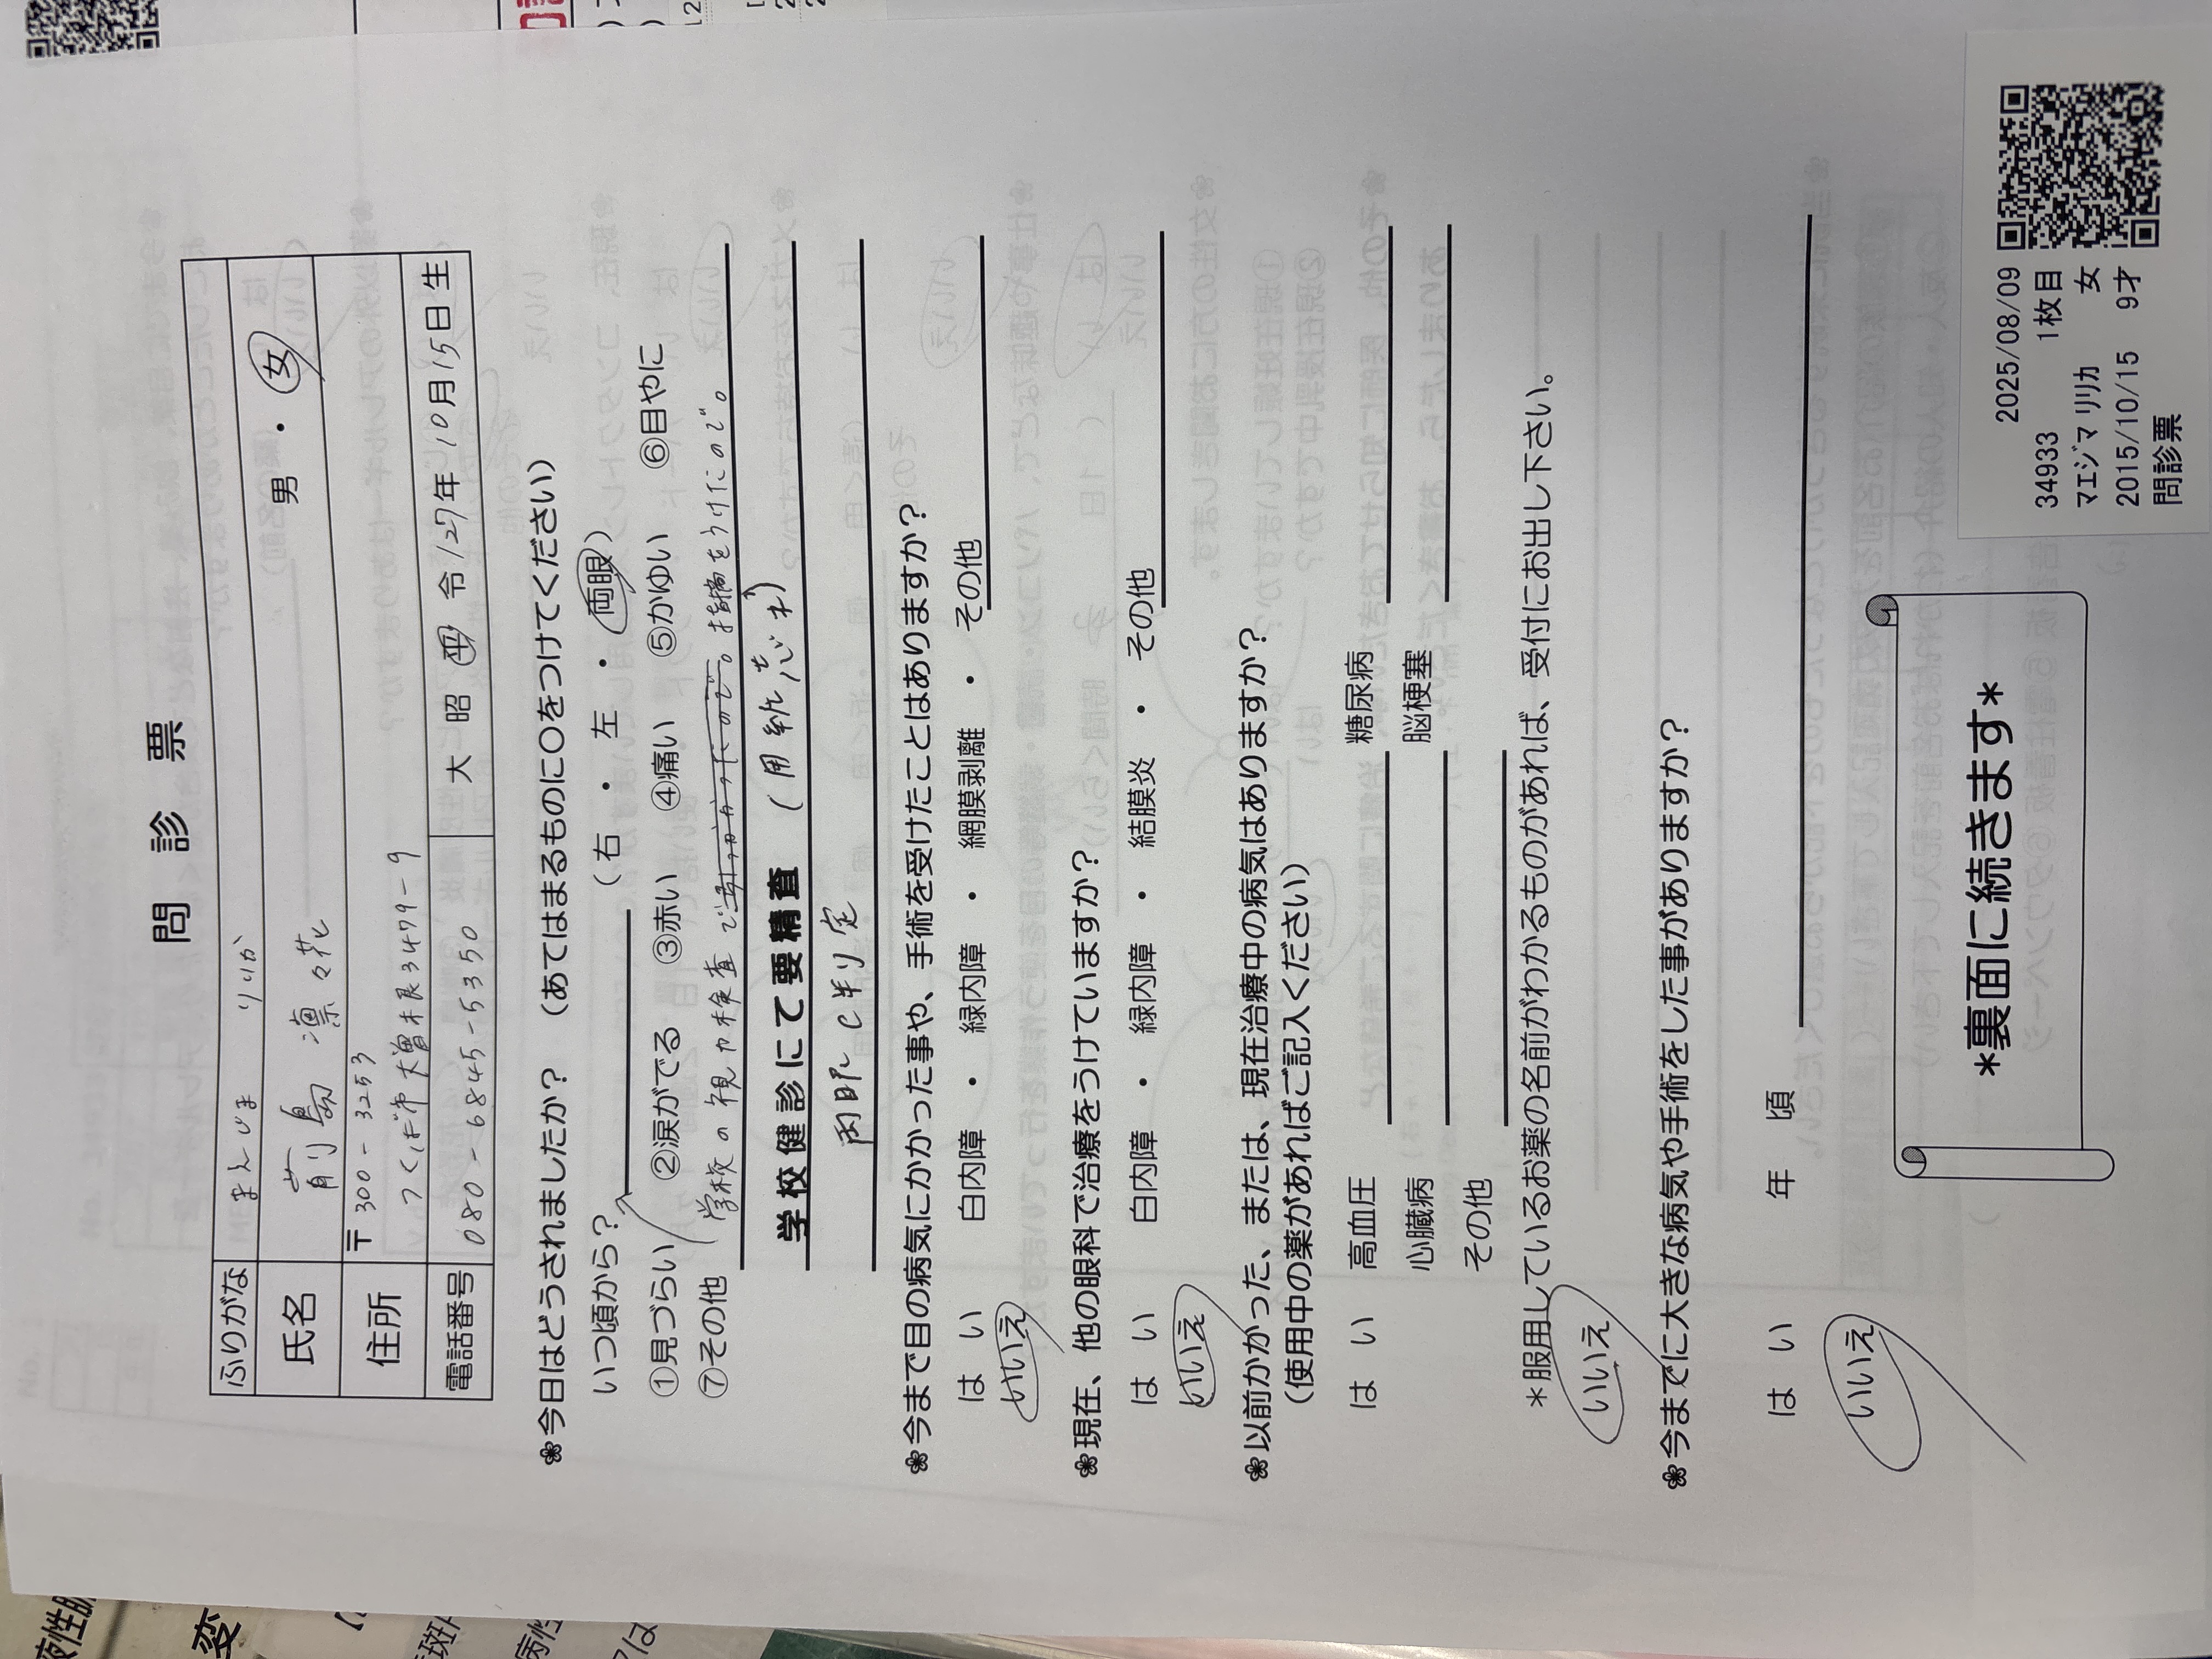 問診票
ふりがな まえじま りりか
氏名 前島 凛々花 男 ・ 女
住所 〒300-3253
つくば市大曽根3479-9
電話番号 080-6845-5350 大 昭 平 令 27年 10月15日生
❀今日はどうされましたか？ (あてはまるものに○をつけてください)
いつ頃から？ (右 ・ 左 ・ 両眼)
①見づらい ②涙がでる ③赤い ④痛い ⑤かゆい ⑥目やに
⑦その他 学校の視力検査で引っかかったので。指摘をうけたので。
学校健診にて要精査 (用紙忘れ)
両眼 C判定
❀今まで目の病気にかかった事や、手術を受けたことはありますか？
はい 白内障 ・ 緑内障 ・ 網膜剥離 ・ その他
いいえ
❀現在、他の眼科で治療をうけていますか？
はい 白内障 ・ 緑内障 ・ 結膜炎 ・ その他
いいえ
❀以前かかった、または、現在治療中の病気はありますか？
(使用中の薬があればご記入ください)
はい 高血圧 糖尿病
心臓病 脳梗塞
その他
＊服用しているお薬の名前がわかるものがあれば、受付にお出し下さい。
いいえ
❀今までに大きな病気や手術をした事がありますか？
はい 年 頃
いいえ
＊裏面に続きます＊
2025/08/09
34933 1枚目
ﾏｴｼﾞﾏ ﾘﾘｶ 女
2015/10/15 9才
問診票